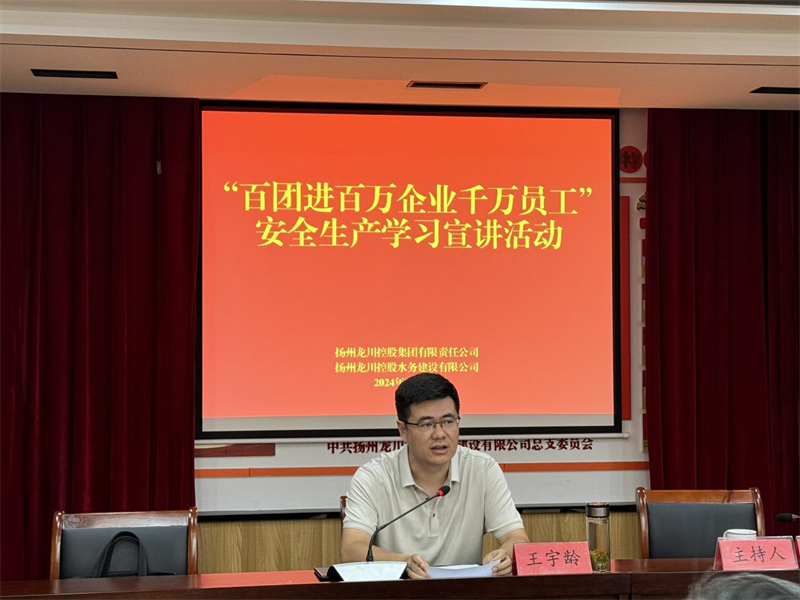 “百团进百万企业千万员工”
安全生产学习宣讲活动
扬州龙川控股集团有限责任公司
扬州龙川控股水务建设有限公司
2024年
中共扬州龙川 建设有限公司总支委员会
王宇龄
主持人